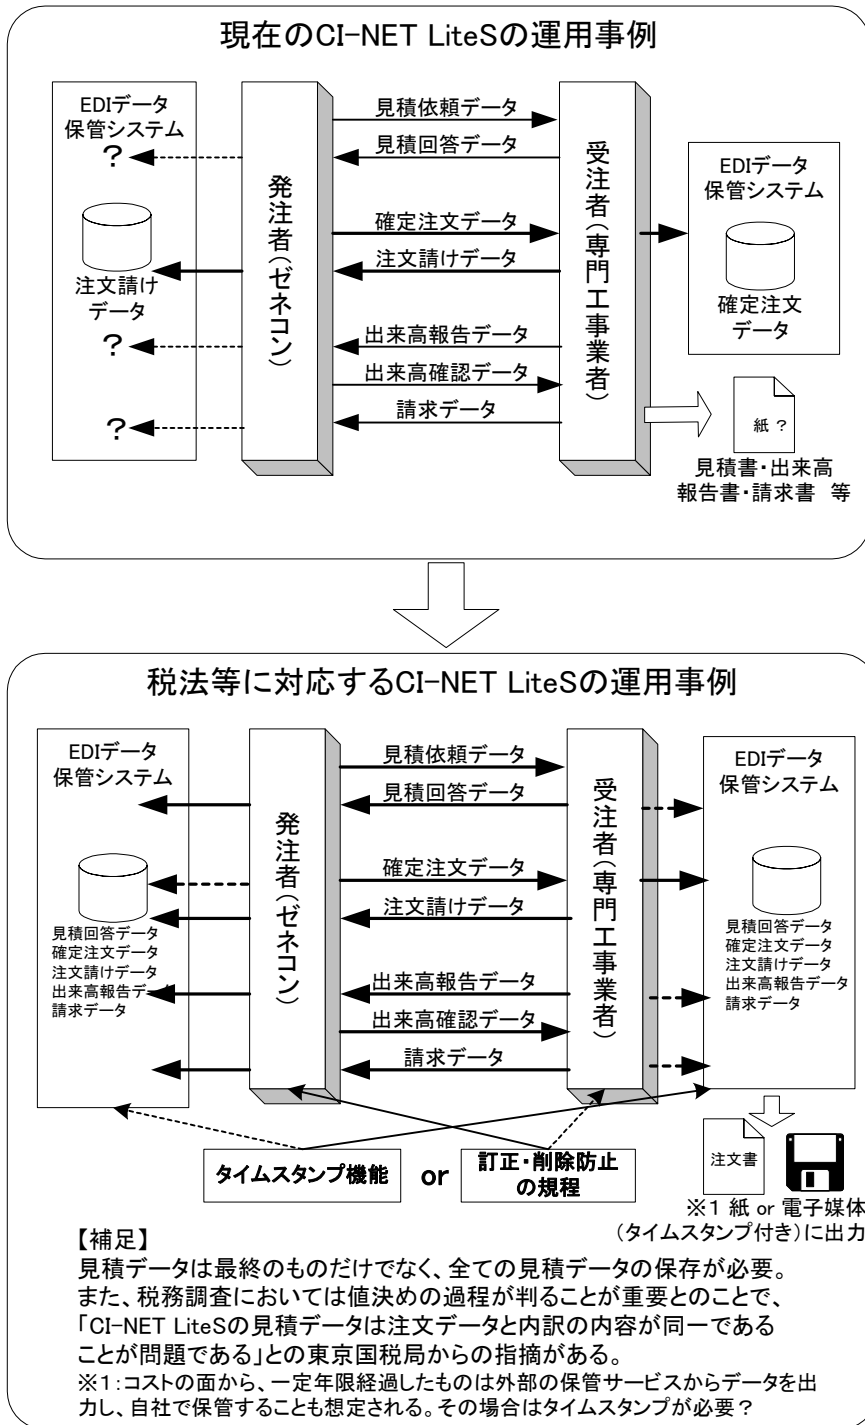 現在のCI-NET LiteSの運用事例
EDIデータ
保管システム
?
注文請け
データ
?
?
発注者(ゼネコン)
見積依頼データ
見積回答データ
確定注文データ
注文請けデータ
出来高報告データ
出来高確認データ
請求データ
受注者(専門工事業者)
EDIデータ
保管システム
確定注文
データ
紙 ?
見積書・出来高
報告書・請求書 等
税法等に対応するCI-NET LiteSの運用事例
EDIデータ
保管システム
見積回答データ
確定注文データ
注文請けデータ
出来高報告データ
請求データ
発注者(ゼネコン)
見積依頼データ
見積回答データ
確定注文データ
注文請けデータ
出来高報告データ
出来高確認データ
請求データ
受注者(専門工事業者)
EDIデータ
保管システム
見積回答データ
確定注文データ
注文請けデータ
出来高報告データ
請求データ
タイムスタンプ機能
or
訂正・削除防止
の規程
注文書
※1 紙 or 電子媒体
(タイムスタンプ付き)に出力
【補足】
見積データは最終のものだけでなく、全ての見積データの保存が必要。
また、税務調査においては値決めの過程が判ることが重要とのことで、
「CI-NET LiteSの見積データは注文データと内訳の内容が同一である
ことが問題である」との東京国税局からの指摘がある。
※1:コストの面から、一定年限経過したものは外部の保管サービスからデータを出
力し、自社で保管することも想定される。その場合はタイムスタンプが必要?